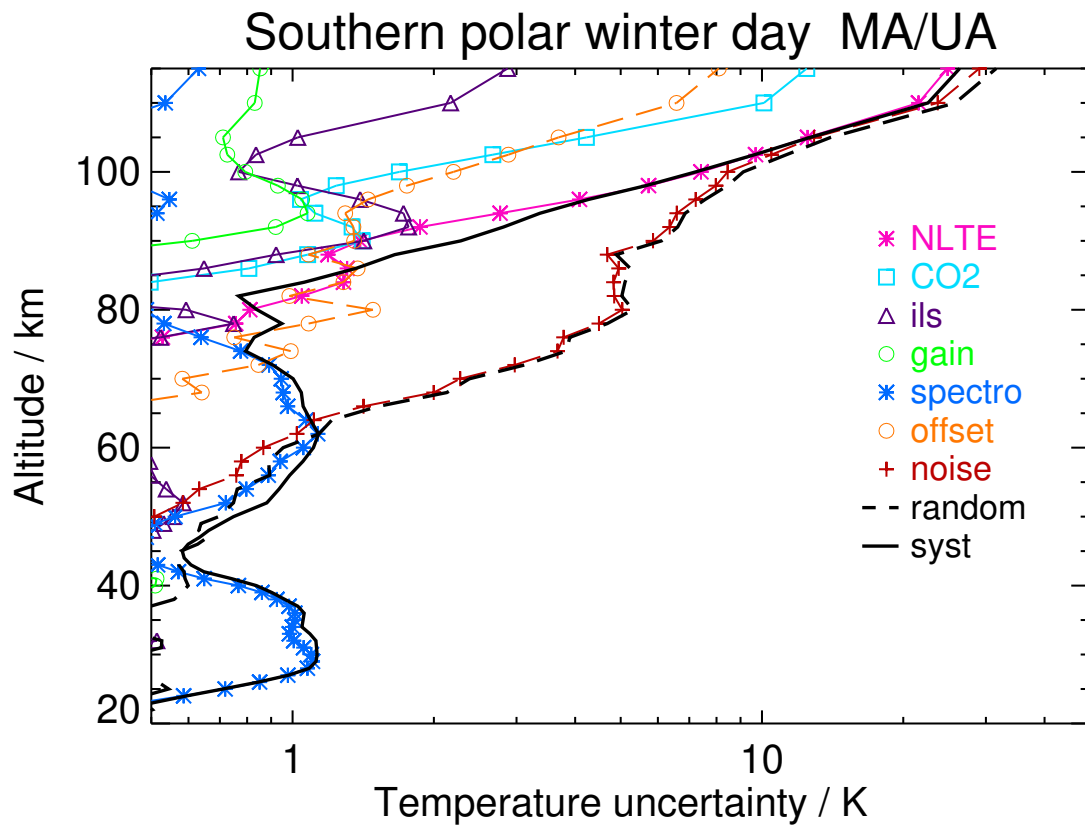 Southern polar winter day MA/UA
Altitude / km
100
80
60
40
20
NLTE
CO2
ils
gain
spectro
offset
noise
random
syst
1
10
Temperature uncertainty / K